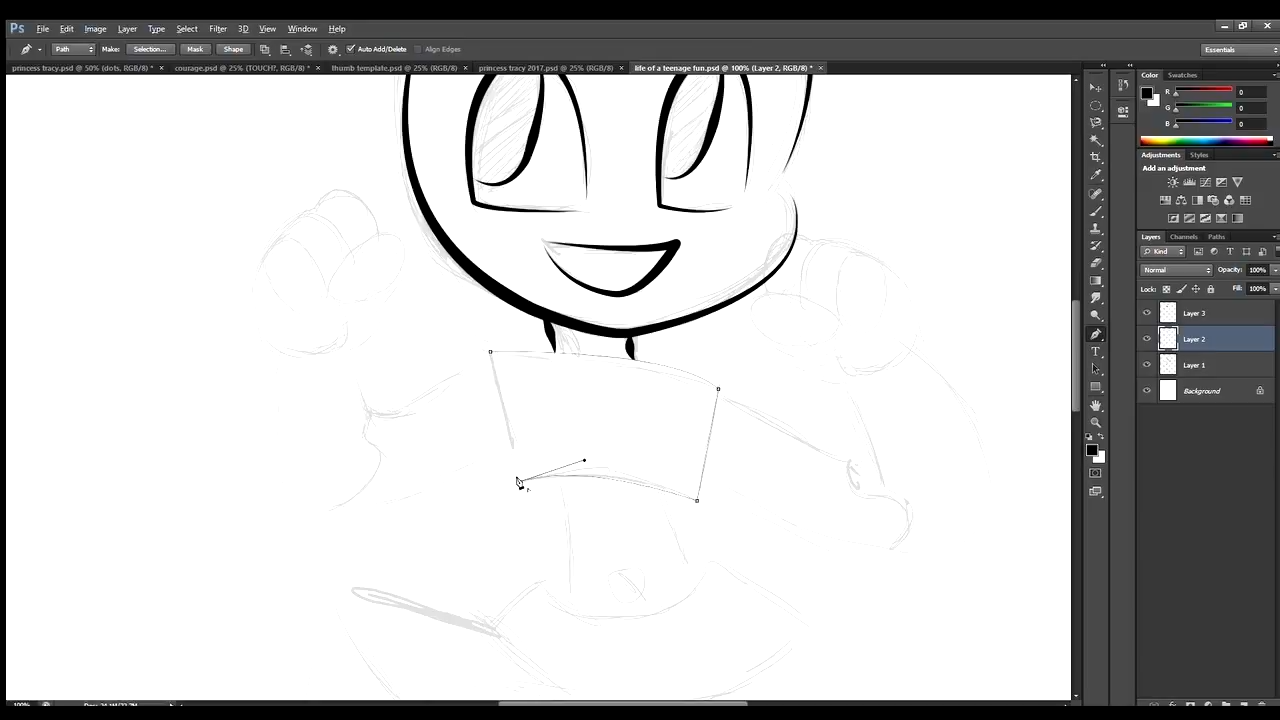 Ps File Edit Image Layer Type Select Filter 3D View Window Help
Path Make: Selection... Mask Shape Auto Add/Delete Align Edges Essentials
princess tracy.psd @ 50% (dots, RGB/8) * × courage.psd @ 25% (TOUCH!, RGB/8) * × thumb template.psd @ 25% (RGB/8) × princess tracy 2017.psd @ 25% (RGB/8) × life of a teenage fun.psd @ 100% (Layer 2, RGB/8) * ×
Color Swatches
R 0
G 0
B 0
Adjustments Styles
Add an adjustment
Layers Channels Paths
Kind
Normal Opacity: 100%
Lock: Fill: 100%
Layer 3
Layer 2
Layer 1
Background
100%